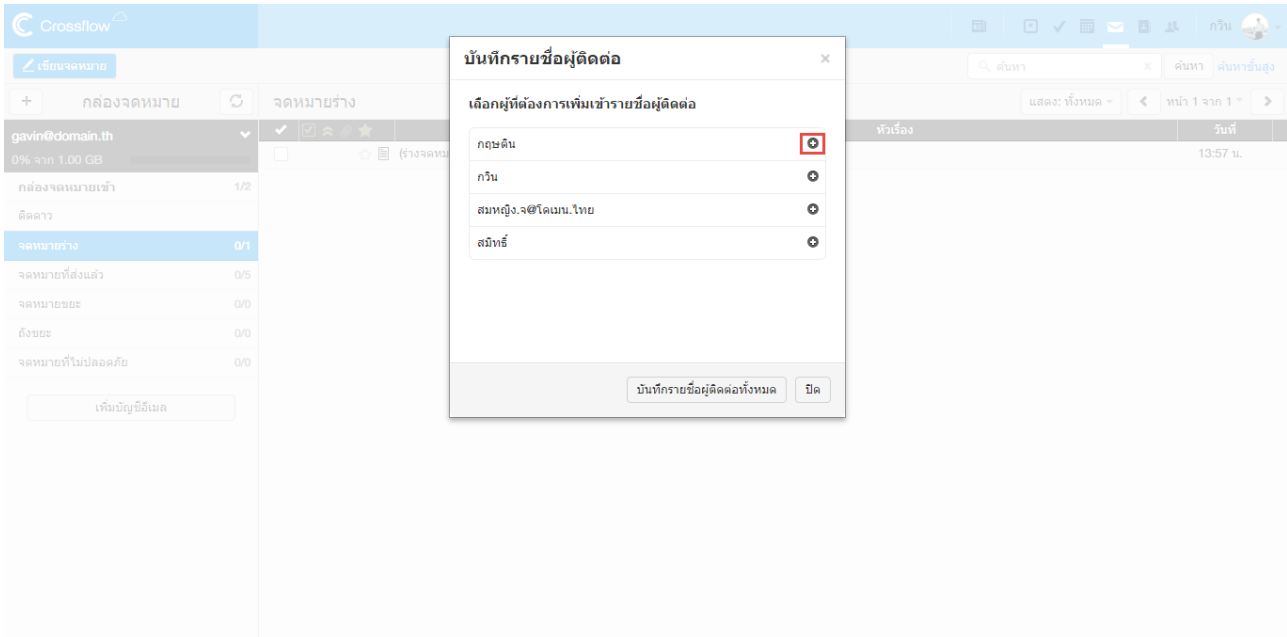 Crossflow
กวิน
เขียนจดหมาย
ค้นหา
X
ค้นหา
ค้นหาขั้นสูง
+
กล่องจดหมาย
จดหมายร่าง
แสดง: ทั้งหมด
หน้า 1 จาก 1
gavin@domain.th
0% จาก 1.00 GB
หัวเรื่อง
วันที่
(ร่างจดหม
13:57 น.
กล่องจดหมายเข้า
1/2
ติดดาว
จดหมายร่าง
0/1
จดหมายที่ส่งแล้ว
0/5
จดหมายขยะ
0/0
ถังขยะ
0/0
จดหมายที่ไม่ปลอดภัย
0/0
เพิ่มบัญชีอีเมล
บันทึกรายชื่อผู้ติดต่อ
×
เลือกผู้ที่ต้องการเพิ่มเข้ารายชื่อผู้ติดต่อ
กฤษดิน
กวิน
สมหญิง.จ@โดเมน.ไทย
สมิทธิ์
บันทึกรายชื่อผู้ติดต่อทั้งหมด
ปิด